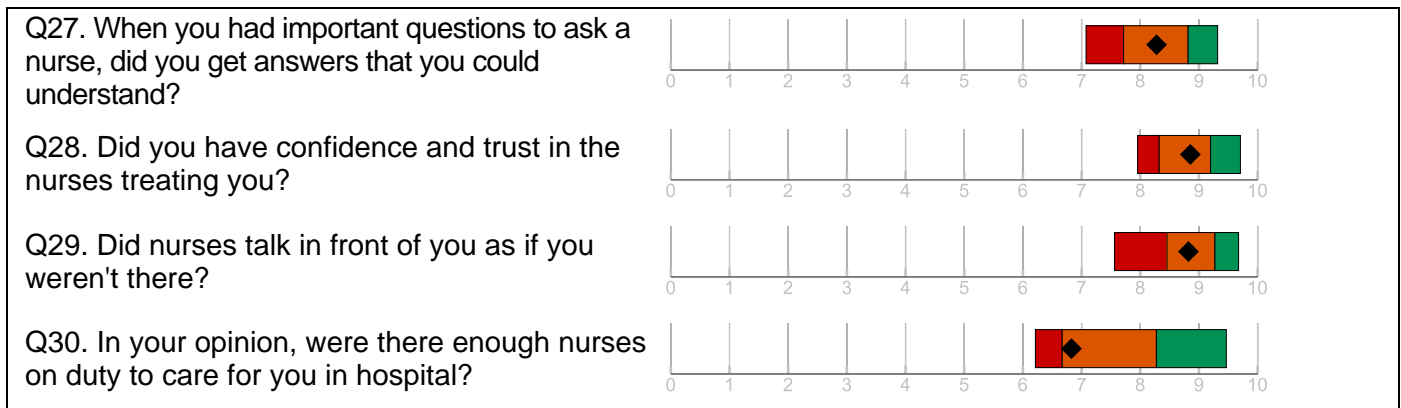 Q27. When you had important questions to ask a
nurse, did you get answers that you could
understand?
0 1 2 3 4 5 6 7 8 9 10
Q28. Did you have confidence and trust in the
nurses treating you?
0 1 2 3 4 5 6 7 8 9 10
Q29. Did nurses talk in front of you as if you
weren't there?
0 1 2 3 4 5 6 7 8 9 10
Q30. In your opinion, were there enough nurses
on duty to care for you in hospital?
0 1 2 3 4 5 6 7 8 9 10